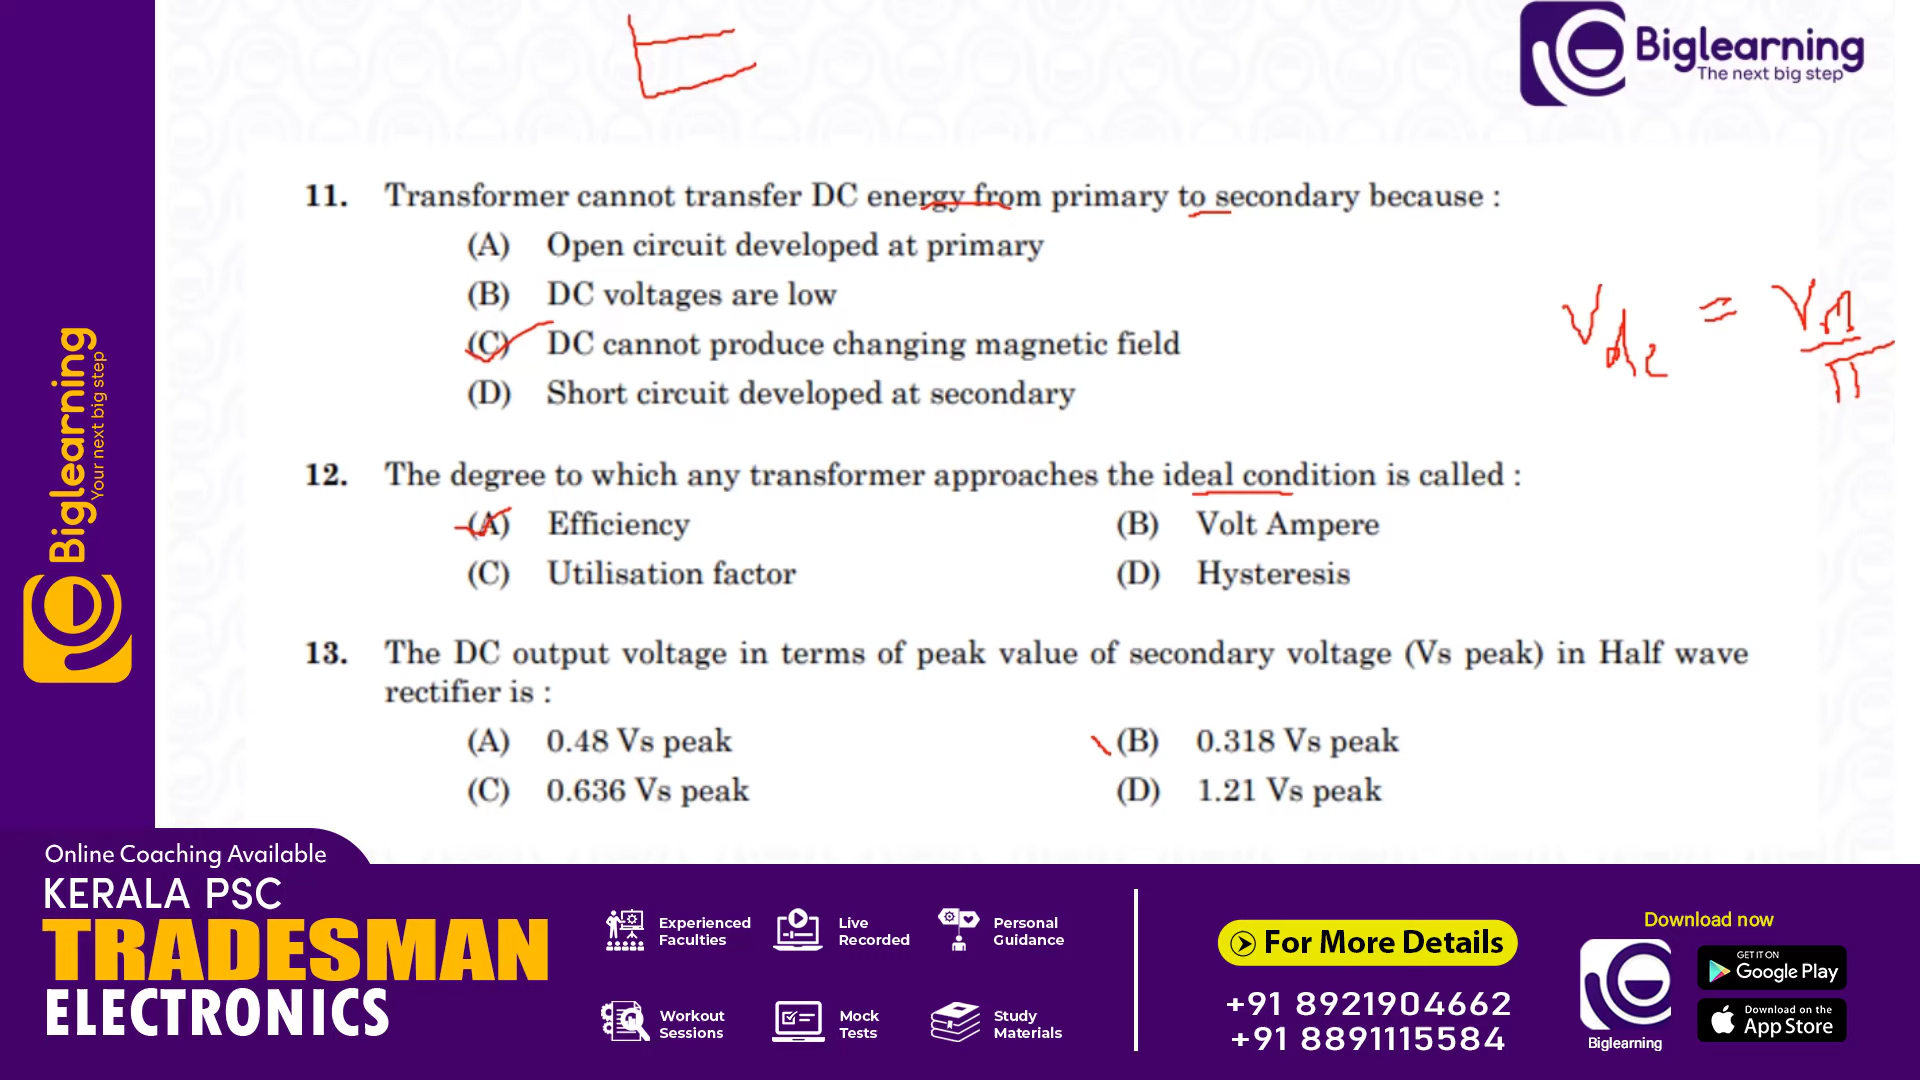 Biglearning
The next big step
11. Transformer cannot transfer DC energy from primary to secondary because :
(A) Open circuit developed at primary
(B) DC voltages are low
(C) DC cannot produce changing magnetic field
(D) Short circuit developed at secondary
Vdc = Vm
π
12. The degree to which any transformer approaches the ideal condition is called :
(A) Efficiency (B) Volt Ampere
(C) Utilisation factor (D) Hysteresis
13. The DC output voltage in terms of peak value of secondary voltage (Vs peak) in Half wave
rectifier is :
(A) 0.48 Vs peak (B) 0.318 Vs peak
(C) 0.636 Vs peak (D) 1.21 Vs peak
Biglearning
Your next big step
Online Coaching Available
KERALA PSC
TRADESMAN
ELECTRONICS
Experienced
Faculties
Live
Recorded
Personal
Guidance
Workout
Sessions
Mock
Tests
Study
Materials
For More Details
+91 8921904662
+91 8891115584
Download now
Biglearning
GET IT ON
Google Play
Download on the
App Store